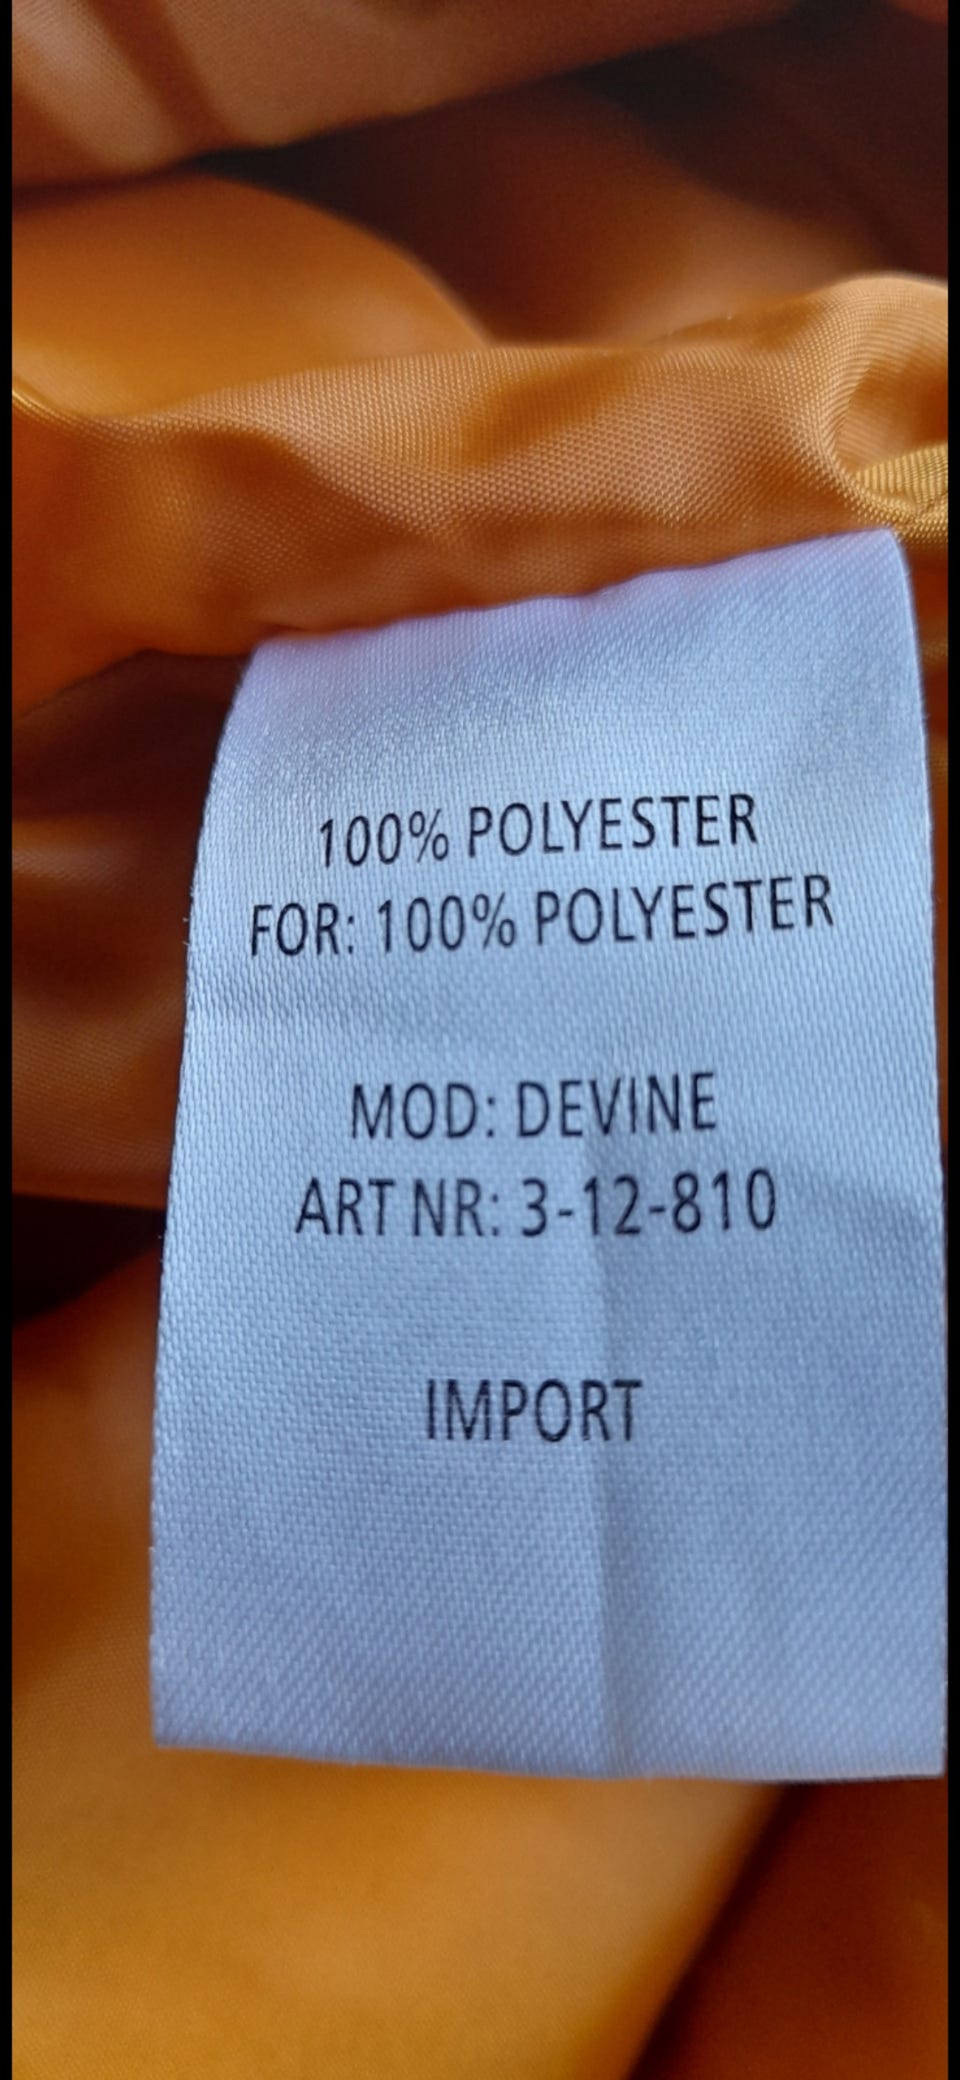 100% POLYESTER
FOR: 100% POLYESTER
MOD: DEVINE
ART NR: 3-12-810
IMPORT